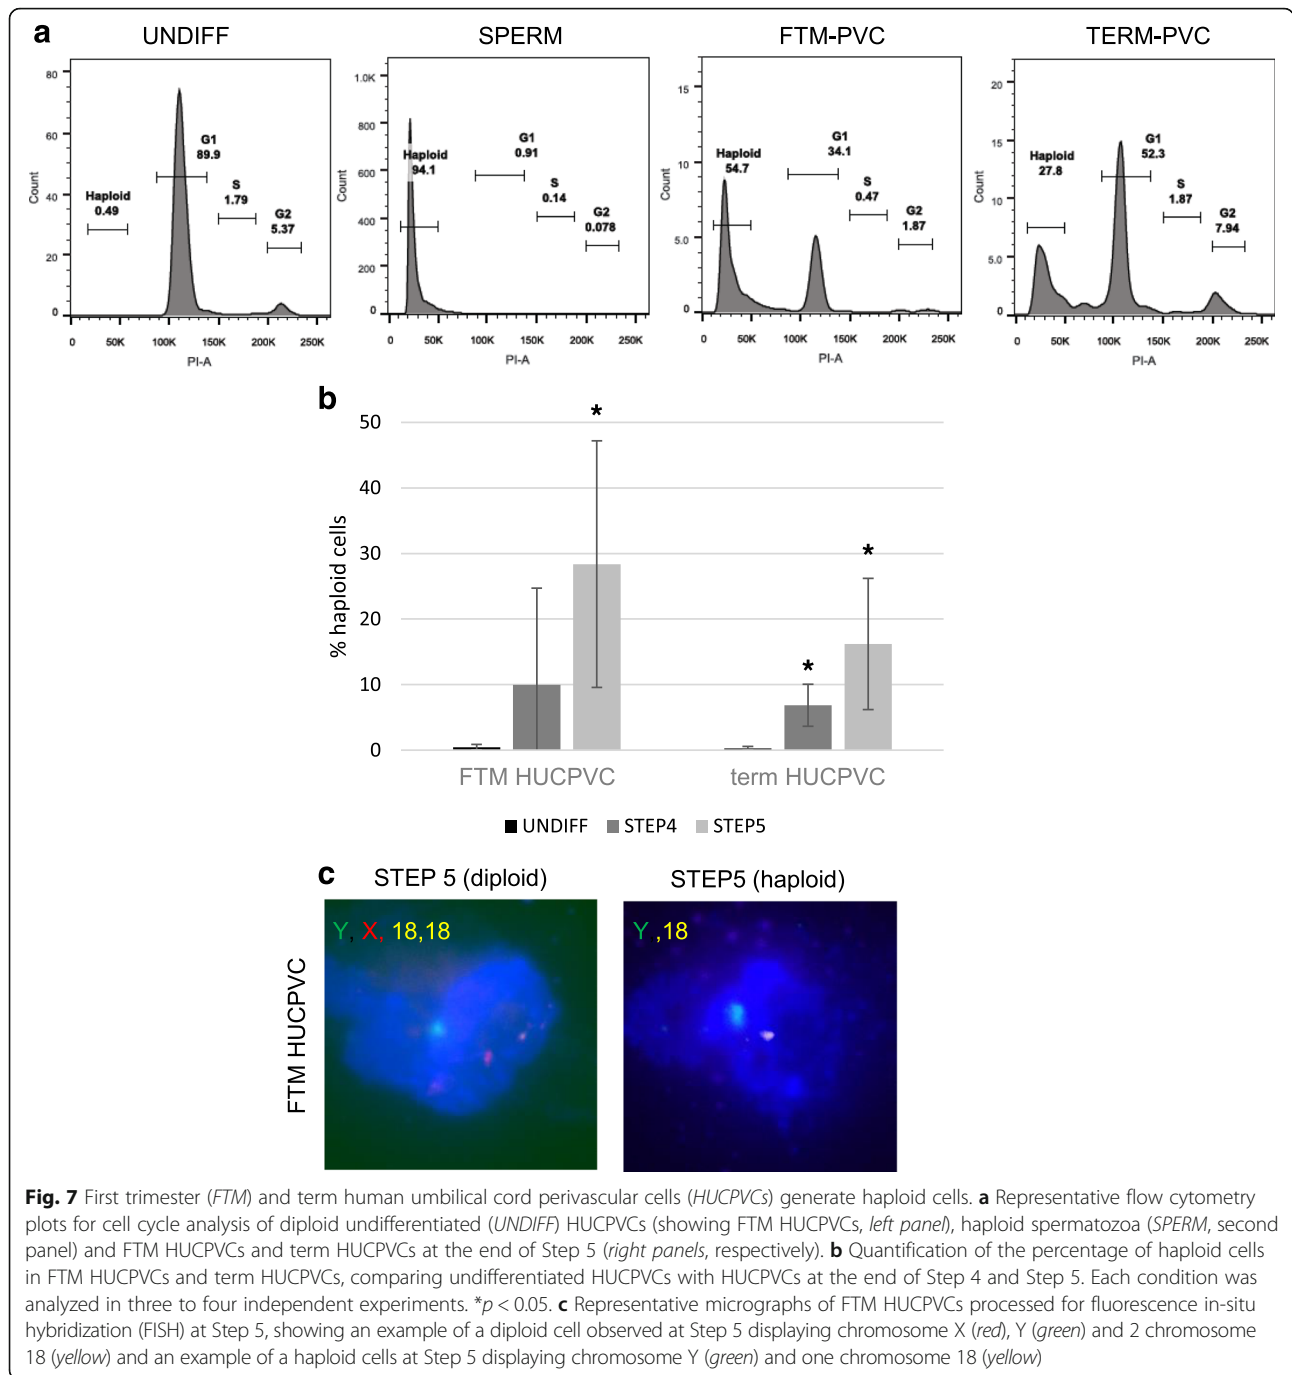 a
UNDIFF
SPERM
FTM-PVC
TERM-PVC
80
60
40
20
0
Count
Haploid
0.49
G1
89.9
S
1.79
G2
5.37
0 50K 100K 150K 200K 250K
PI-A
1.0K
800
600
400
200
0
Count
Haploid
94.1
G1
0.91
S
0.14
G2
0.078
0 50K 100K 150K 200K 250K
PI-A
15
10
5.0
0
Count
Haploid
54.7
G1
34.1
S
0.47
G2
1.87
0 50K 100K 150K 200K 250K
PI-A
20
15
10
5.0
0
Count
Haploid
27.8
G1
52.3
S
1.87
G2
7.94
0 50K 100K 150K 200K 250K
PI-A
b
50
40
30
20
10
0
% haploid cells
*
*
*
FTM HUCPVC
term HUCPVC
UNDIFF STEP4 STEP5
c
STEP 5 (diploid)
STEP5 (haploid)
FTM HUCPVC
Y, X, 18,18
Y ,18
Fig. 7 First trimester (FTM) and term human umbilical cord perivascular cells (HUCPVCs) generate haploid cells. a Representative flow cytometry
plots for cell cycle analysis of diploid undifferentiated (UNDIFF) HUCPVCs (showing FTM HUCPVCs, left panel), haploid spermatozoa (SPERM, second
panel) and FTM HUCPVCs and term HUCPVCs at the end of Step 5 (right panels, respectively). b Quantification of the percentage of haploid cells
in FTM HUCPVCs and term HUCPVCs, comparing undifferentiated HUCPVCs with HUCPVCs at the end of Step 4 and Step 5. Each condition was
analyzed in three to four independent experiments. *p < 0.05. c Representative micrographs of FTM HUCPVCs processed for fluorescence in-situ
hybridization (FISH) at Step 5, showing an example of a diploid cell observed at Step 5 displaying chromosome X (red), Y (green) and 2 chromosome
18 (yellow) and an example of a haploid cells at Step 5 displaying chromosome Y (green) and one chromosome 18 (yellow)